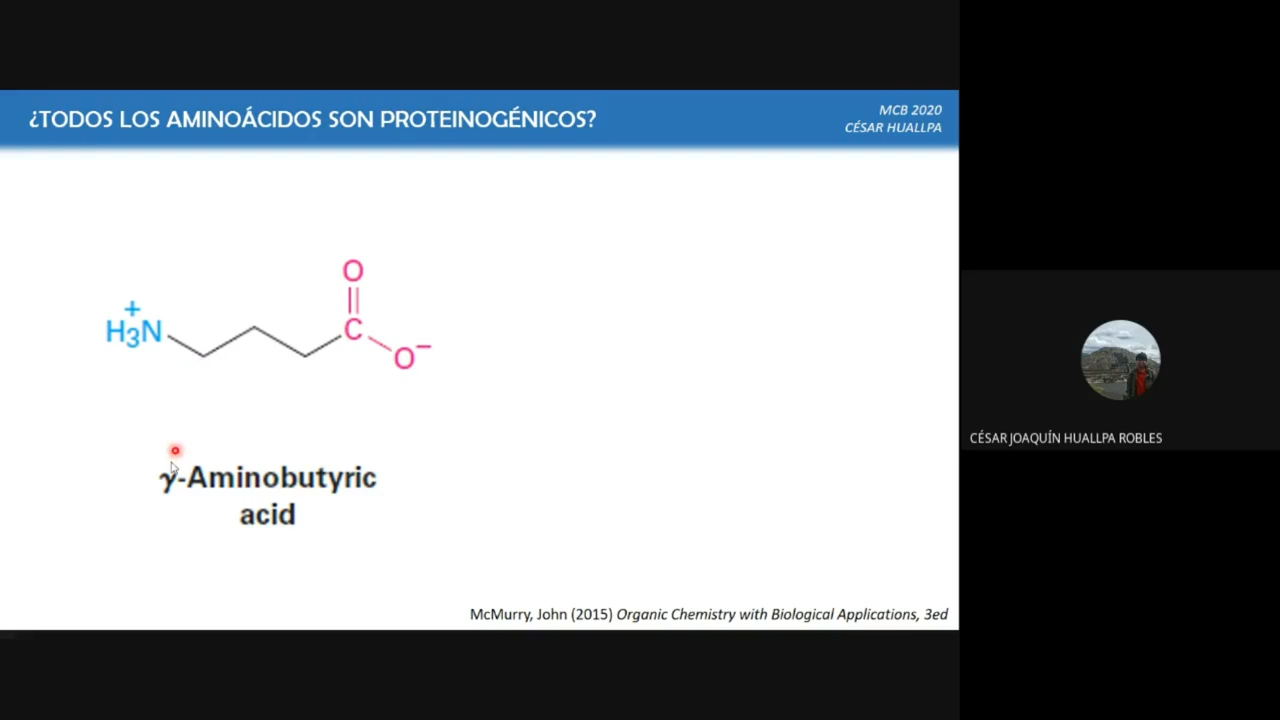 ¿TODOS LOS AMINOÁCIDOS SON PROTEINOGÉNICOS?
MCB 2020
CÉSAR HUALLPA
O
+
H3N
C
O−
γ-Aminobutyric
acid
McMurry, John (2015) Organic Chemistry with Biological Applications, 3ed
CÉSAR JOAQUÍN HUALLPA ROBLES